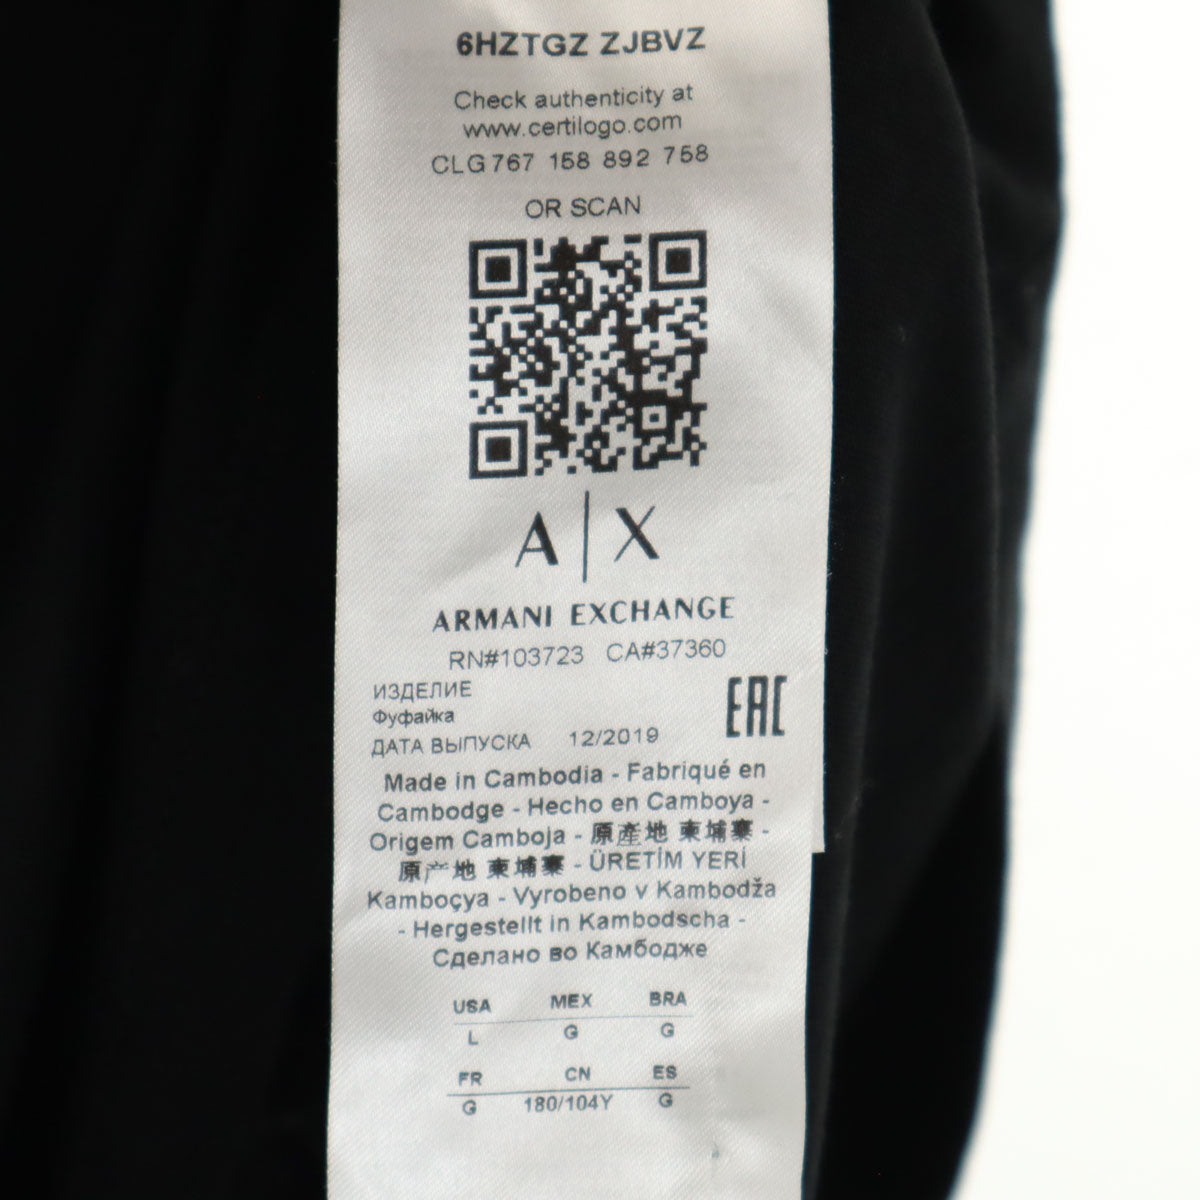 6HZTGZ ZJBVZ
Check authenticity at
www.certilogo.com
CLG 767 158 892 758
OR SCAN
A|X
ARMANI EXCHANGE
RN#103723 CA#37360
ИЗДЕЛИЕ
Фуфайка
EAC
ДАТА ВЫПУСКА 12/2019
Made in Cambodia - Fabriqué en
Cambodge - Hecho en Camboya -
Origem Camboja - 原產地 柬埔寨 -
原产地 柬埔寨 - ÜRETİM YERİ
Kamboçya - Vyrobeno v Kambodža
- Hergestellt in Kambodscha -
Сделано во Камбодже
USA MEX BRA
L G G
FR CN ES
G 180/104Y G